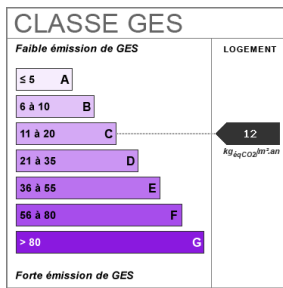 CLASSE GES
Faible émission de GES
LOGEMENT
≤ 5 A
6 à 10 B
11 à 20 C
12
kgéqCO2/m².an
21 à 35 D
36 à 55 E
56 à 80 F
> 80 G
Forte émission de GES